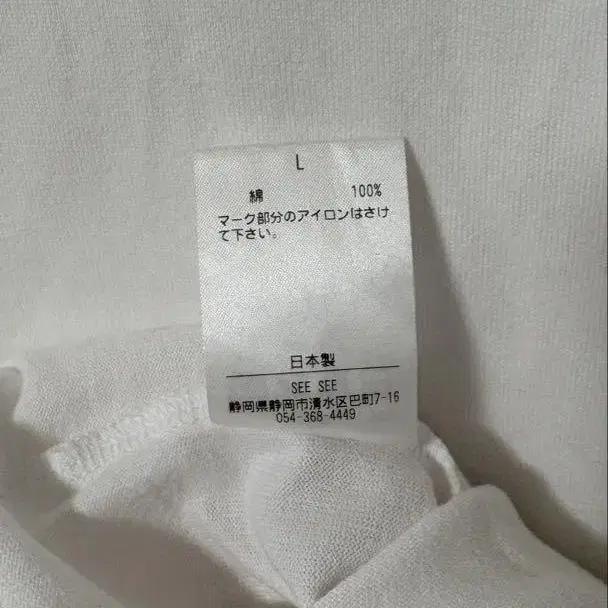 L
綿 100%
マーク部分のアイロンはさけ
て下さい。
日本製
SEE SEE
静岡県静岡市清水区巴町7-16
054-368-4449